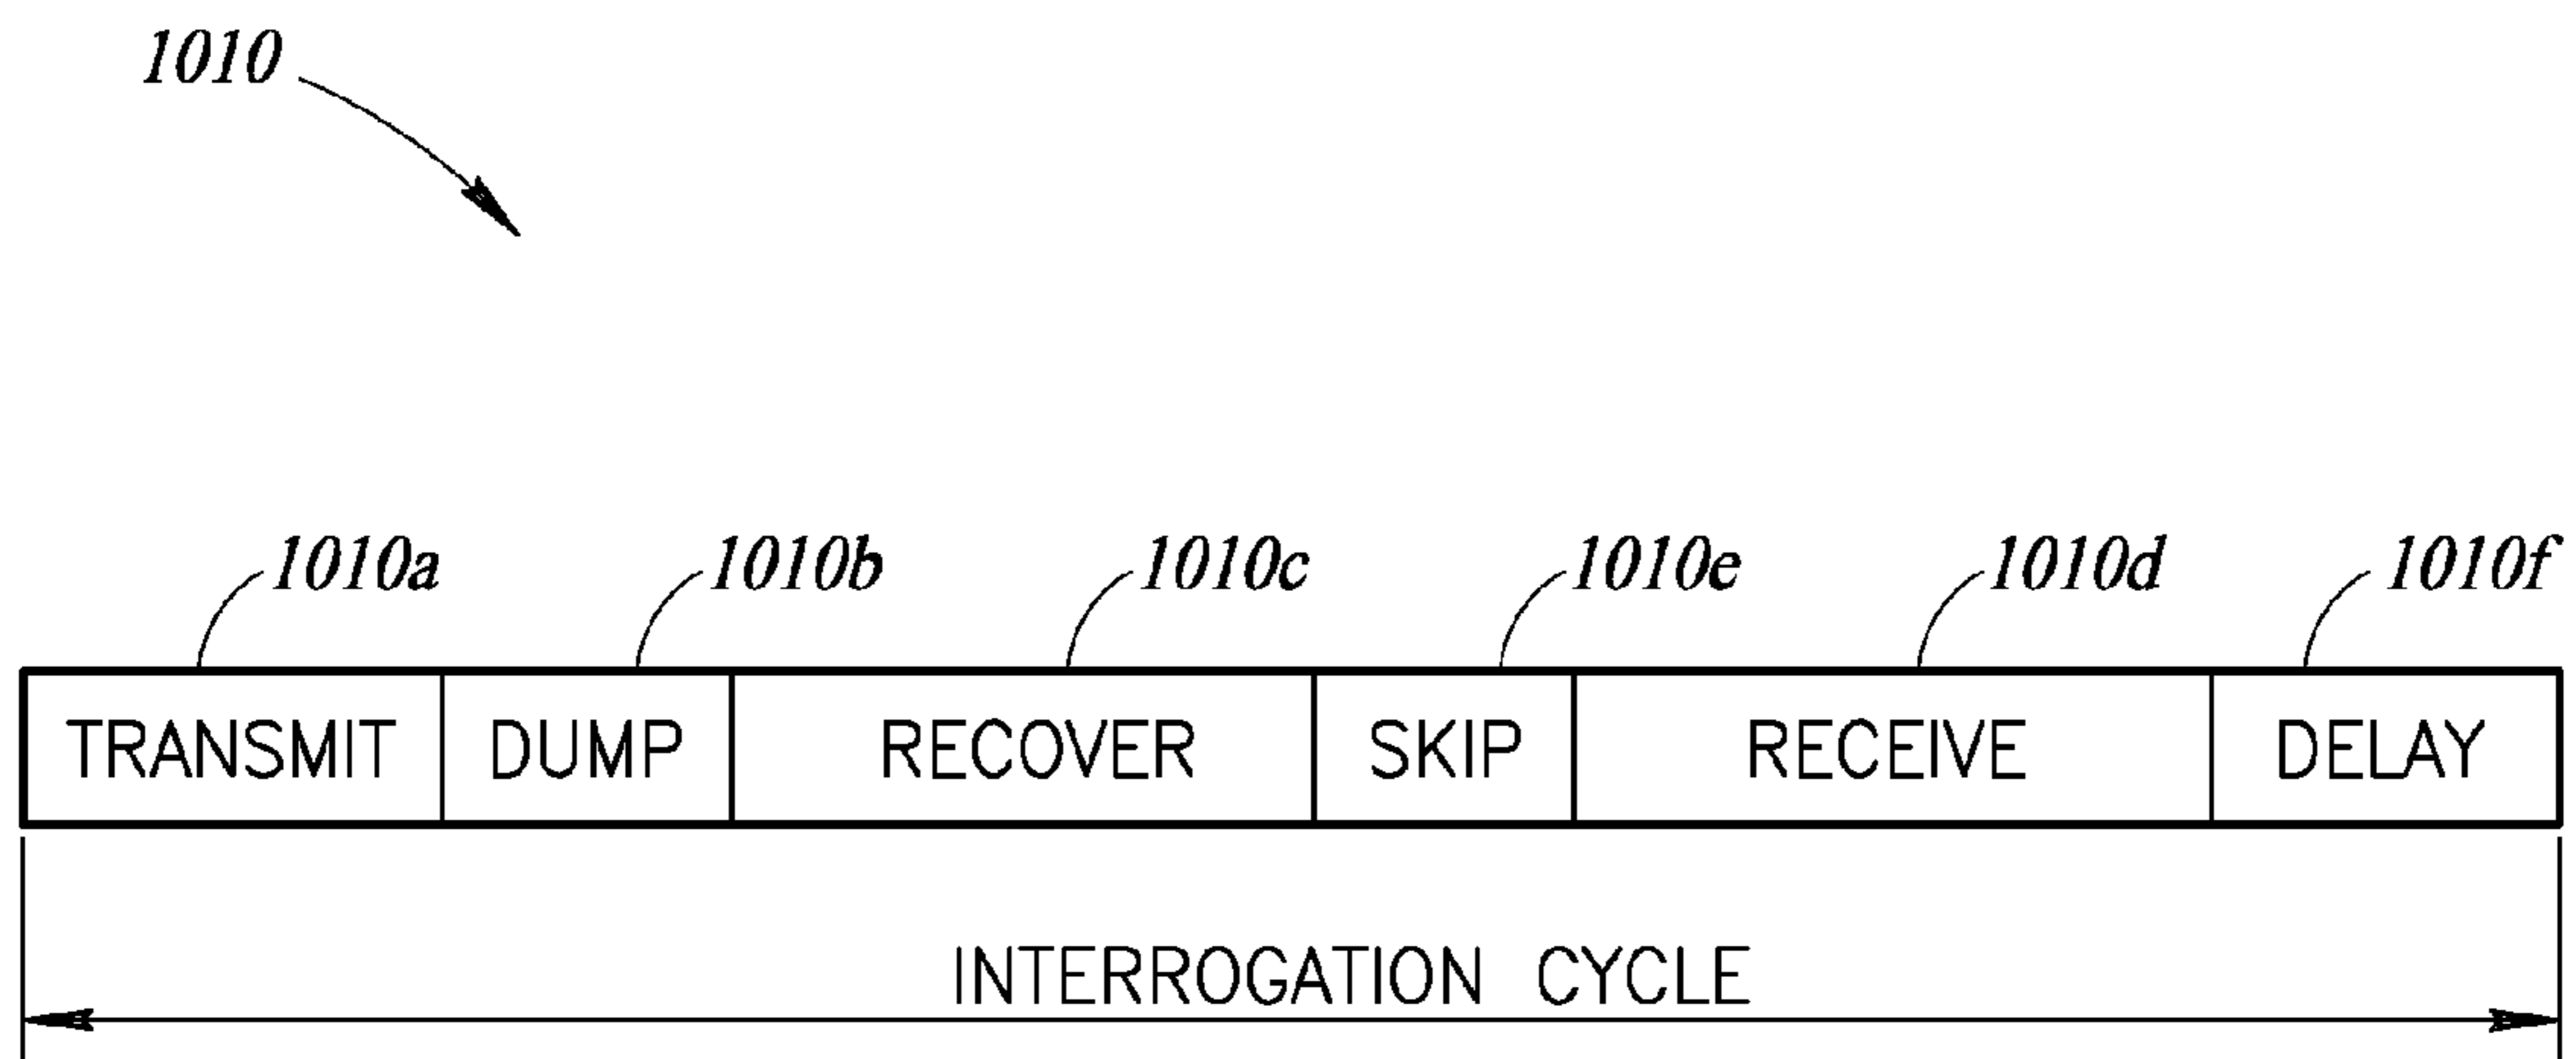 1010
1010a 1010b 1010c 1010e 1010d 1010f
TRANSMIT DUMP RECOVER SKIP RECEIVE DELAY
INTERROGATION CYCLE